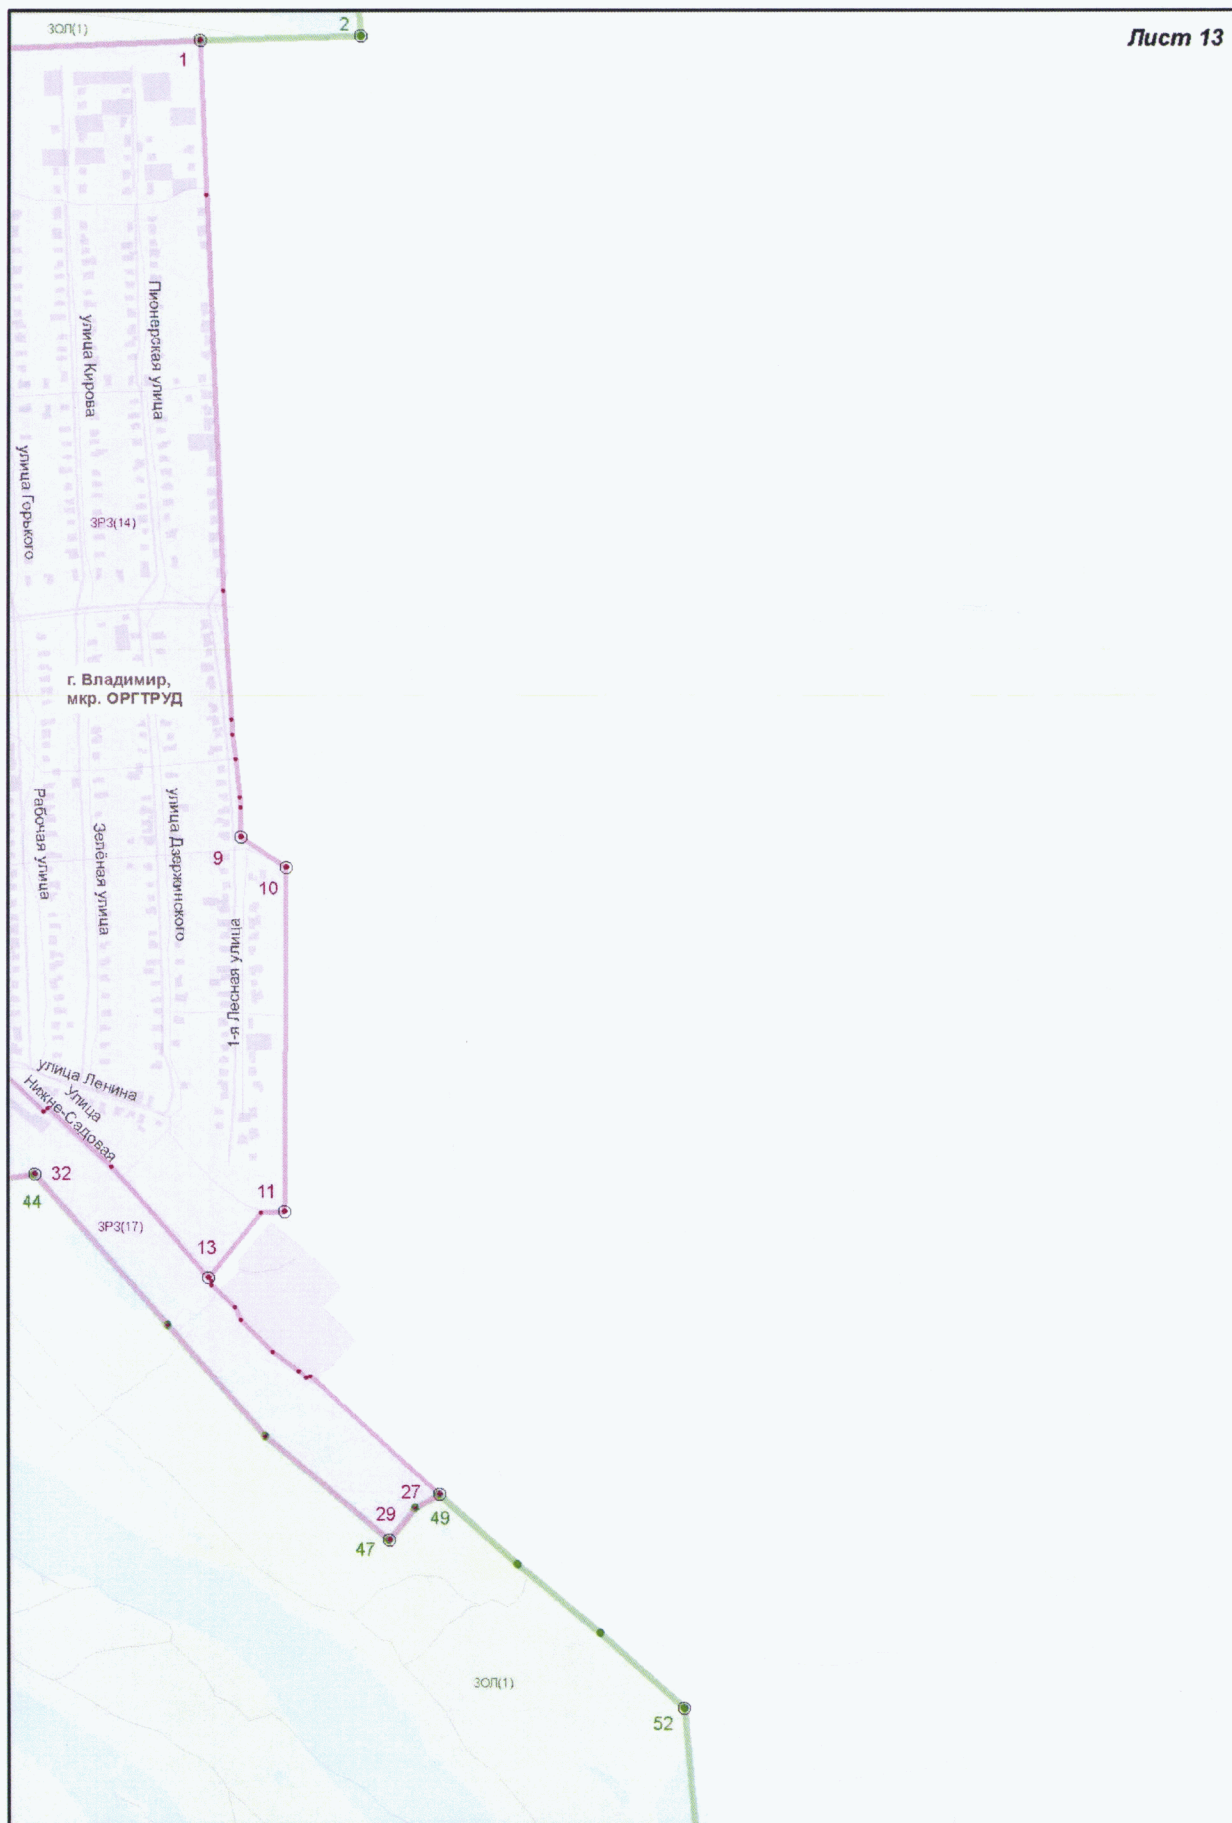 ЗОЛ(1)
2
Лист 13
1
Пионерская улица
улица Кирова
улица Горького
ЗРЗ(14)
г. Владимир,
мкр. ОРГТРУД
Рабочая улица
Зелёная улица
улица Дзержинского
9
10
1-я Лесная улица
улица Ленина
Улица
Нижне-Садовая
32
44
11
ЗРЗ(17)
13
27
29
49
47
ЗОЛ(1)
52